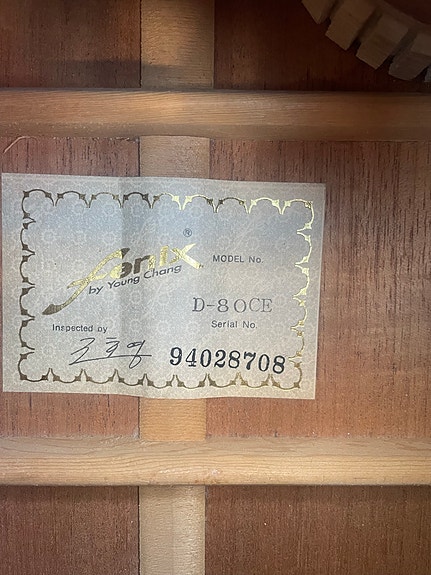 fenix®
by Young Chang
MODEL No.
D-80CE
Inspected by
Serial No.
94028708